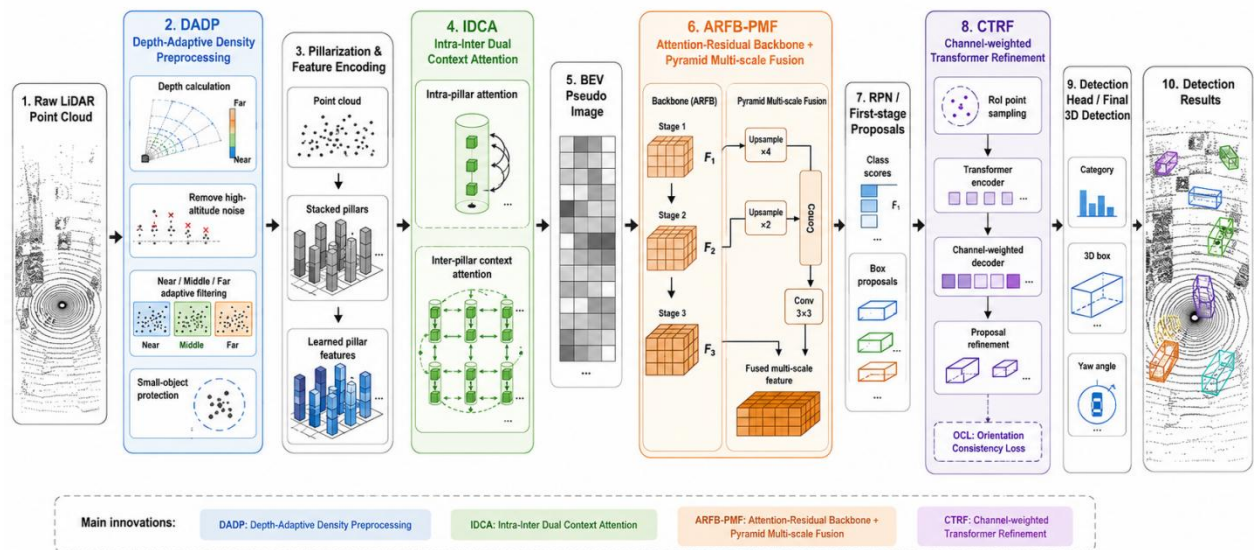 1. Raw LiDAR
Point Cloud
2. DADP
Depth-Adaptive Density
Preprocessing
Depth calculation
Far
Near
Remove high-
altitude noise
Near / Middle / Far
adaptive filtering
Near
Middle
Far
Small-object
protection
3. Pillarization &
Feature Encoding
Point cloud
Stacked pillars
...
Learned pillar
features
...
4. IDCA
Intra-Inter Dual
Context Attention
Intra-pillar attention
...
Inter-pillar context
attention
...
...
...
5. BEV
Pseudo
Image
...
6. ARFB-PMF
Attention-Residual Backbone +
Pyramid Multi-scale Fusion
Backbone (ARFB)
Stage 1
F1
Stage 2
F2
Stage 3
F3
Pyramid Multi-scale Fusion
Upsample
×4
Upsample
×2
Conc
Conv
3×3
Fused multi-scale
feature
7. RPN /
First-stage
Proposals
Class
scores
F1
...
Box
proposals
...
...
8. CTRF
Channel-weighted
Transformer Refinement
RoI point
sampling
Transformer
encoder
...
Channel-weighted
decoder
...
Proposal
refinement
...
OCL: Orientation
Consistency Loss
9. Detection
Head / Final
3D Detection
Category
...
3D box
...
Yaw angle
...
10. Detection
Results
Main innovations:
DADP: Depth-Adaptive Density Preprocessing
IDCA: Intra-Inter Dual Context Attention
ARFB-PMF: Attention-Residual Backbone +
Pyramid Multi-scale Fusion
CTRF: Channel-weighted
Transformer Refinement